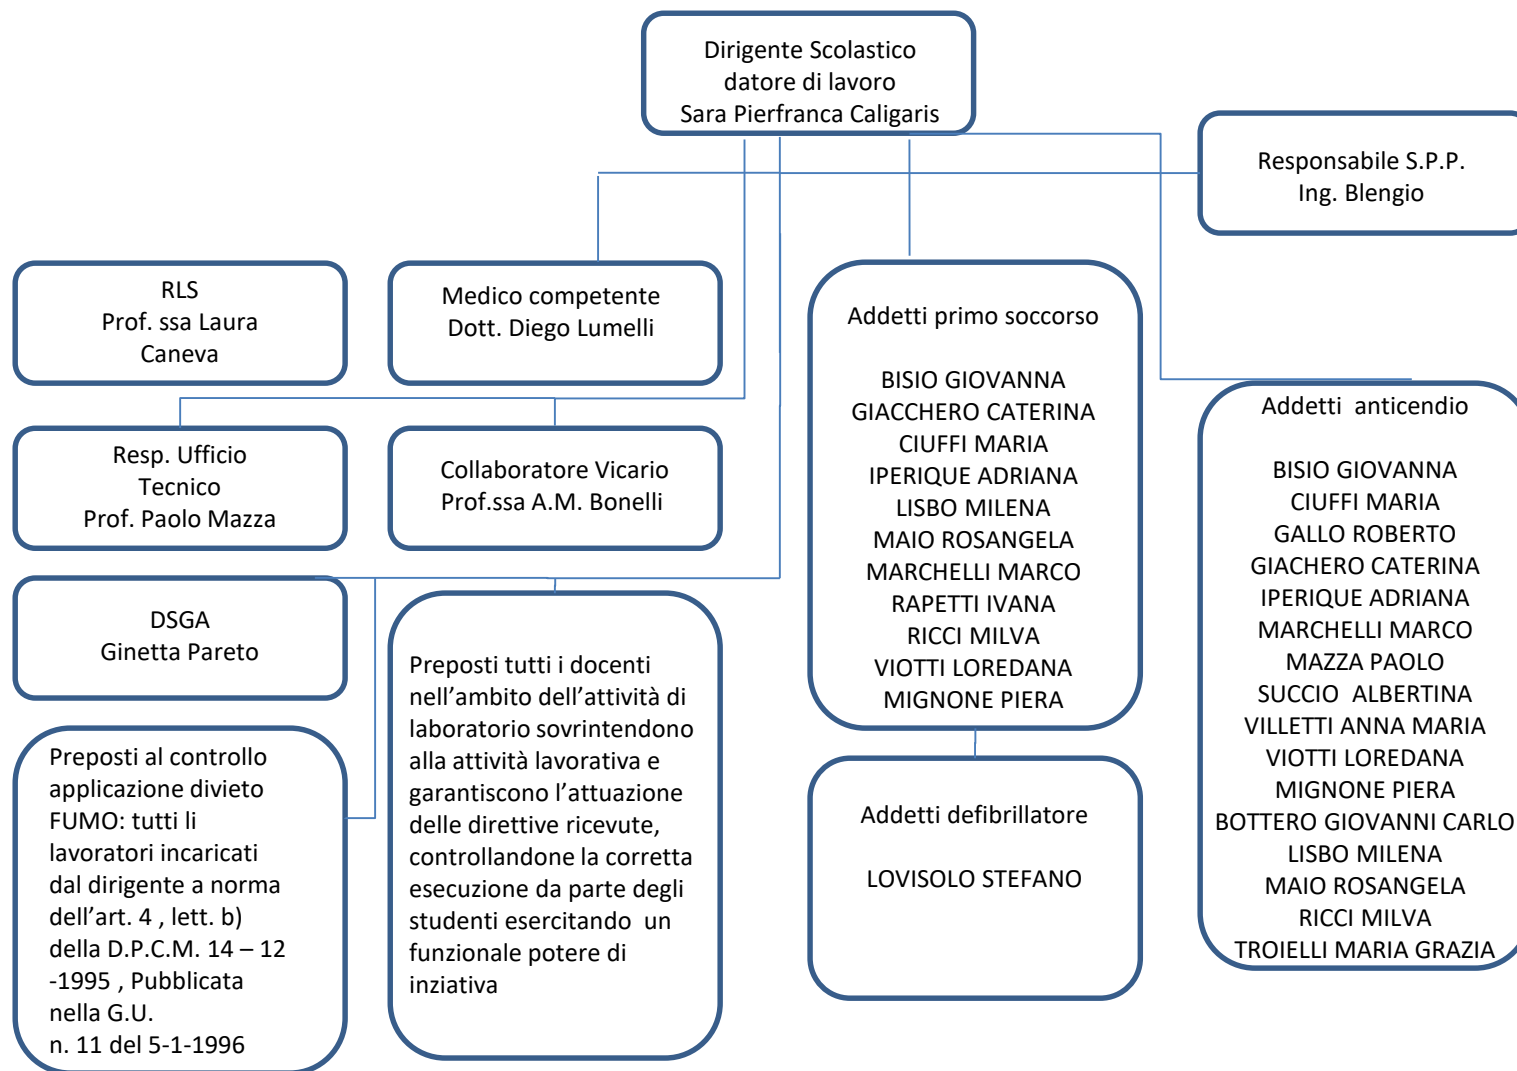 Dirigente Scolastico
datore di lavoro
Sara Pierfranca Caligaris
Responsabile S.P.P.
Ing. Blengio
RLS
Prof. ssa Laura
Caneva
Medico competente
Dott. Diego Lumelli
Resp. Ufficio
Tecnico
Prof. Paolo Mazza
Collaboratore Vicario
Prof.ssa A.M. Bonelli
DSGA
Ginetta Pareto
Preposti al controllo
applicazione divieto
FUMO: tutti li
lavoratori incaricati
dal dirigente a norma
dell’art. 4 , lett. b)
della D.P.C.M. 14 – 12
-1995 , Pubblicata
nella G.U.
n. 11 del 5-1-1996
Preposti tutti i docenti
nell’ambito dell’attività di
laboratorio sovrintendono
alla attività lavorativa e
garantiscono l’attuazione
delle direttive ricevute,
controllandone la corretta
esecuzione da parte degli
studenti esercitando un
funzionale potere di
inziativa
Addetti primo soccorso
BISIO GIOVANNA
GIACCHERO CATERINA
CIUFFI MARIA
IPERIQUE ADRIANA
LISBO MILENA
MAIO ROSANGELA
MARCHELLI MARCO
RAPETTI IVANA
RICCI MILVA
VIOTTI LOREDANA
MIGNONE PIERA
Addetti defibrillatore
LOVISOLO STEFANO
Addetti anticendio
BISIO GIOVANNA
CIUFFI MARIA
GALLO ROBERTO
GIACHERO CATERINA
IPERIQUE ADRIANA
MARCHELLI MARCO
MAZZA PAOLO
SUCCIO ALBERTINA
VILLETTI ANNA MARIA
VIOTTI LOREDANA
MIGNONE PIERA
BOTTERO GIOVANNI CARLO
LISBO MILENA
MAIO ROSANGELA
RICCI MILVA
TROIELLI MARIA GRAZIA